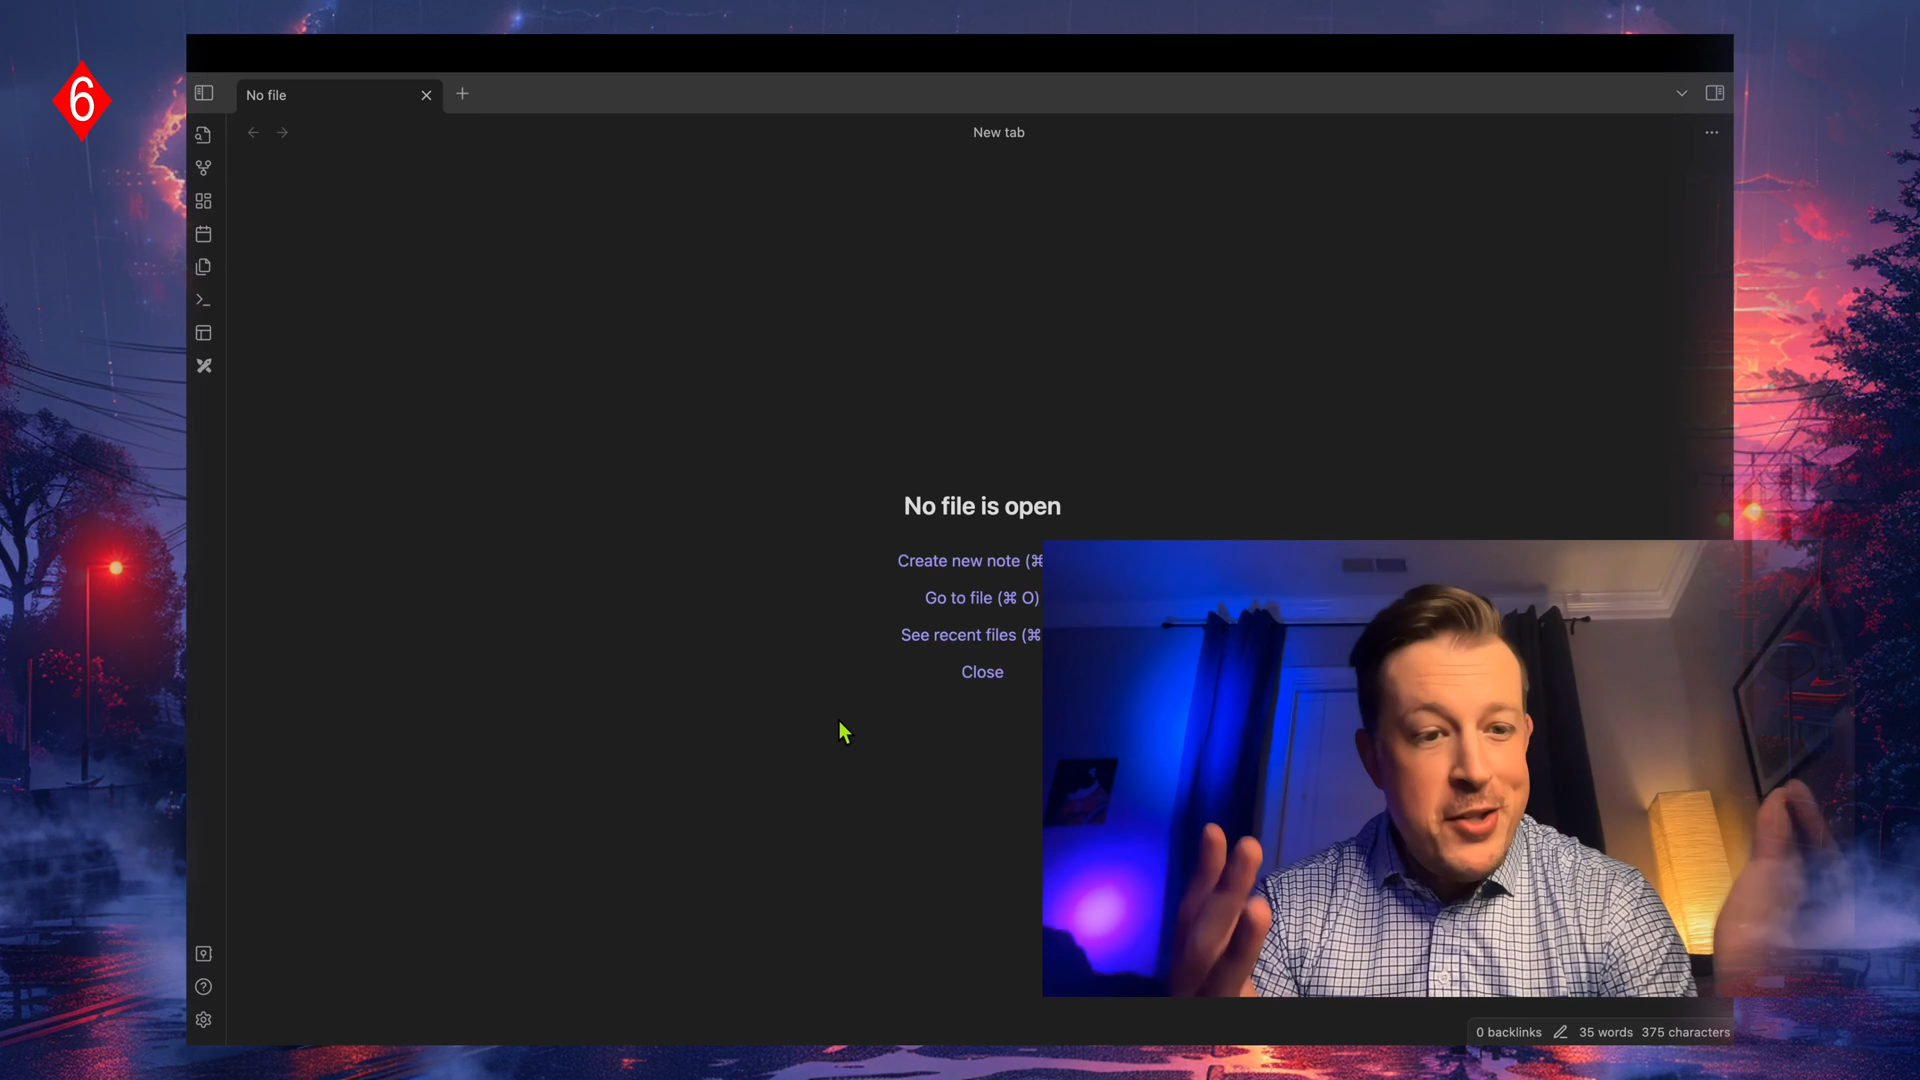 6
No file
New tab
No file is open
Create new note (⌘
Go to file (⌘ O)
See recent files (⌘
Close
0 backlinks 35 words 375 characters